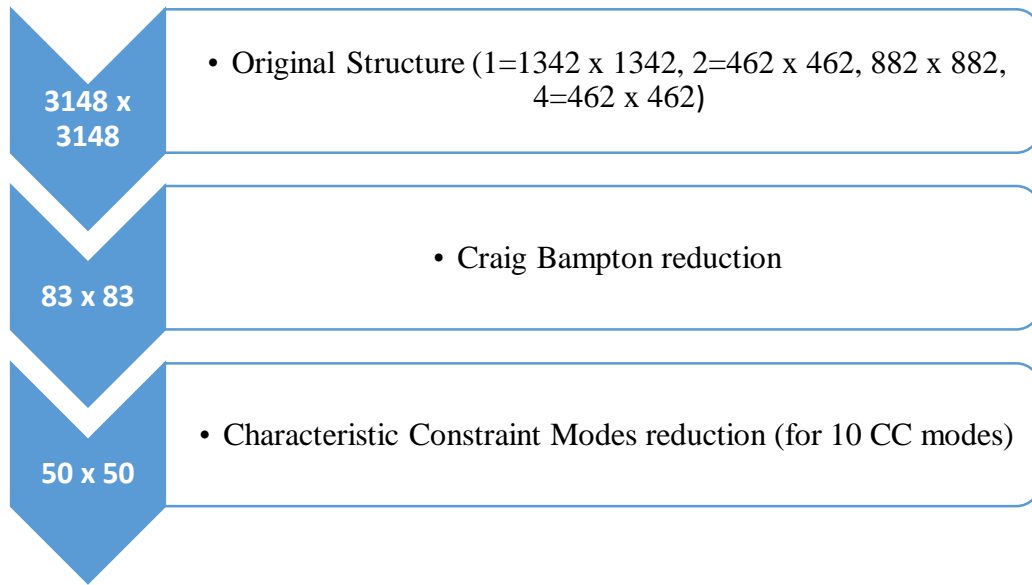 3148 x
3148
• Original Structure (1=1342 x 1342, 2=462 x 462, 882 x 882,
4=462 x 462)
83 x 83
• Craig Bampton reduction
50 x 50
• Characteristic Constraint Modes reduction (for 10 CC modes)